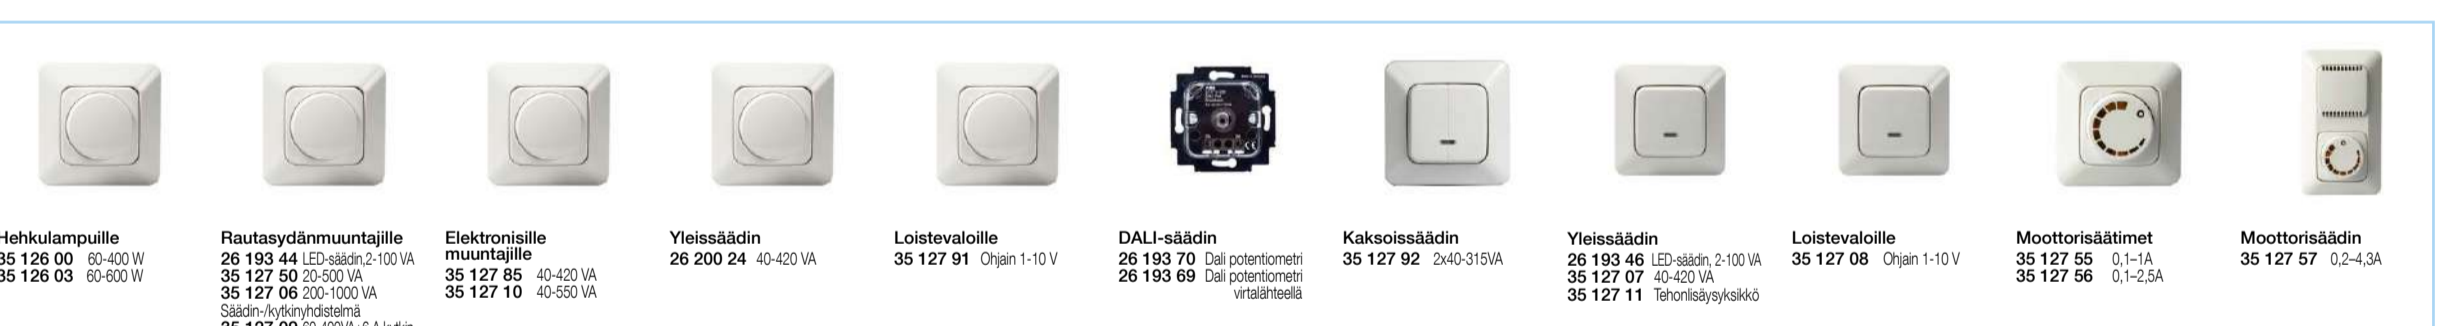 Hehkulampuille
35 126 00 60-400 W
35 126 03 60-600 W
Rautasydänmuuntajille
26 193 44 LED-säädin,2-100 VA
35 127 50 20-500 VA
35 127 06 200-1000 VA
Säädin-/kytkinyhdistelmä
Elektronisille
muuntajille
35 127 85 40-420 VA
35 127 10 40-550 VA
Yleissäädin
26 200 24 40-420 VA
Loistevaloille
35 127 91 Ohjain 1-10 V
DALI-säädin
26 193 70 Dali potentiometri
26 193 69 Dali potentiometri
virtalähteellä
Kaksoissäädin
35 127 92 2x40-315VA
Yleissäädin
26 193 46 LED-säädin, 2-100 VA
35 127 07 40-420 VA
35 127 11 Tehonlisäysyksikkö
Loistevaloille
35 127 08 Ohjain 1-10 V
Moottorisäätimet
35 127 55 0,1–1A
35 127 56 0,1–2,5A
Moottorisäädin
35 127 57 0,2–4,3A